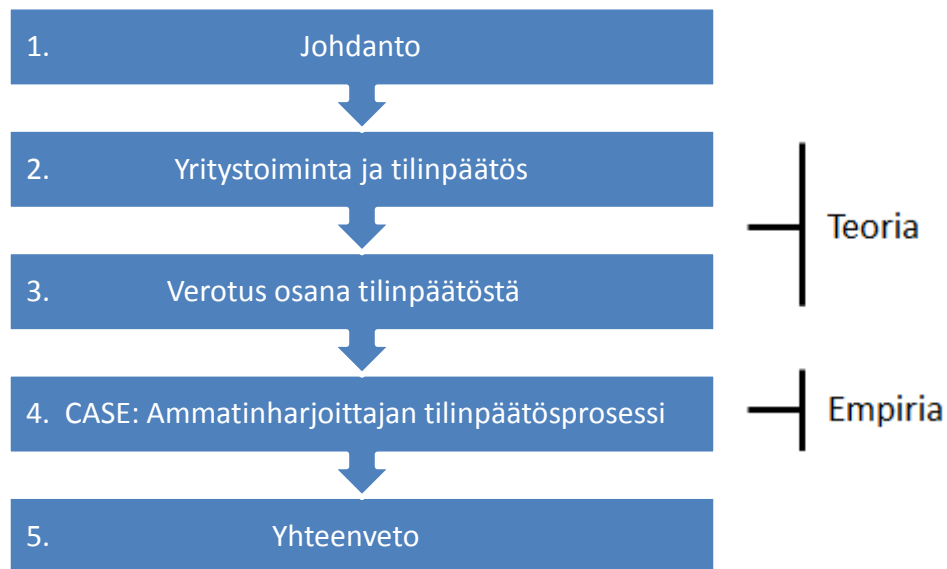 1. Johdanto
2. Yritystoiminta ja tilinpäätös
Teoria
3. Verotus osana tilinpäätöstä
4. CASE: Ammatinharjoittajan tilinpäätösprosessi
Empiria
5. Yhteenveto